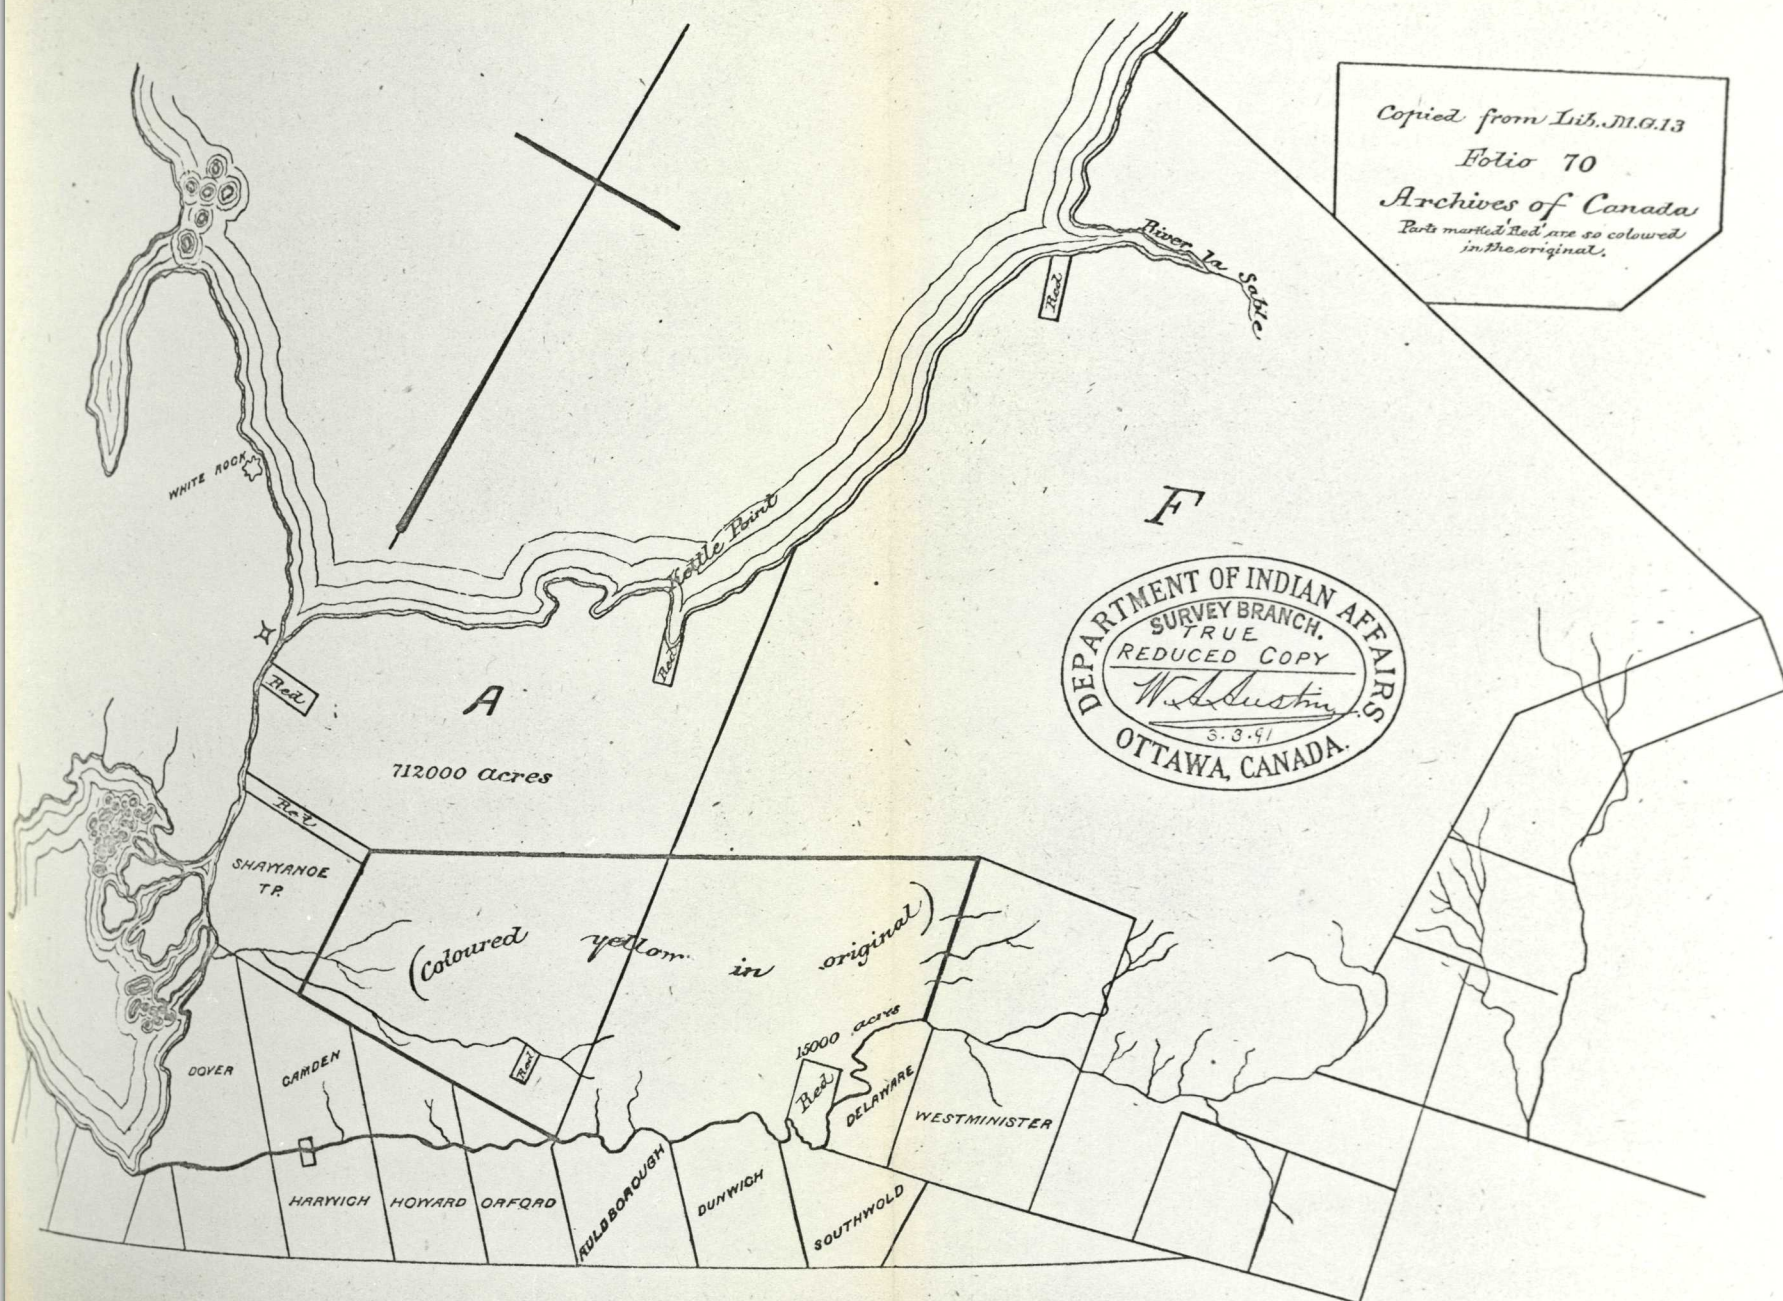 Copied from Lib. M.G.13
Folio 70
Archives of Canada
Parts marked 'Red' are so coloured
in the original.
River la Sable
Red
WHITE ROCK
Kettle Point
F
Red
Red
A
712000 acres
DEPARTMENT OF INDIAN AFFAIRS.
SURVEY BRANCH.
TRUE
REDUCED COPY
W.A. Austin
3.3.91
OTTAWA, CANADA.
Red
SHAWANOE
TP.
(Coloured yellow in original)
15000 acres
Red
Red
DOVER
CAMDEN
DELAWARE
WESTMINISTER
HARWICH
HOWARD
ORFORD
AULDBOROUGH
DUNWICH
SOUTHWOLD